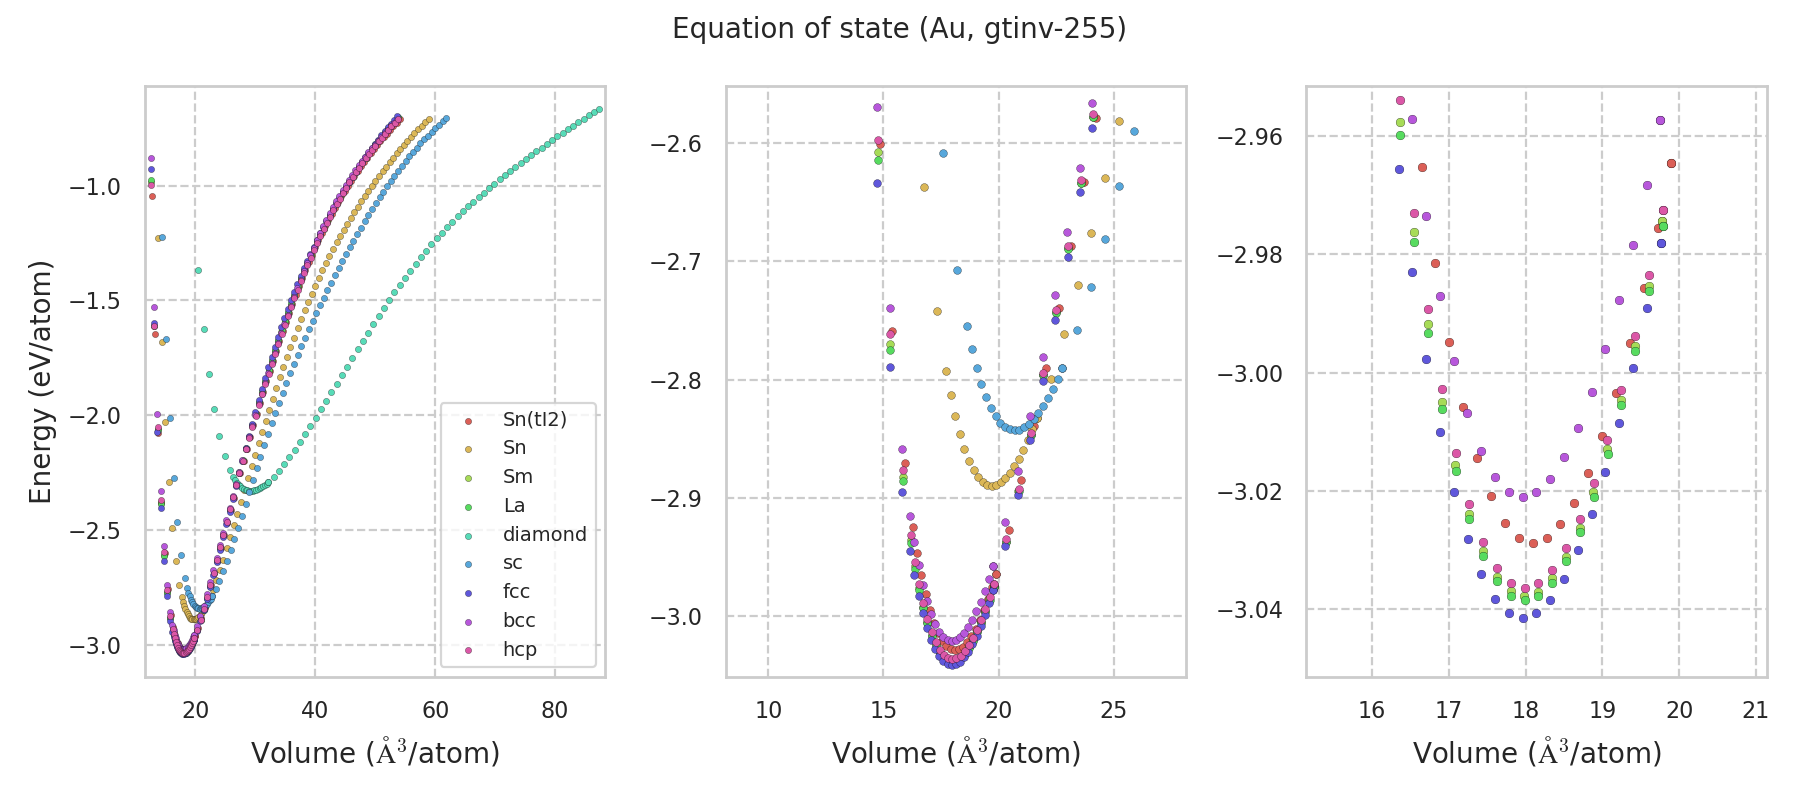 Equation of state (Au, gtinv-255)
Energy (eV/atom)
−1.0
−1.5
−2.0
−2.5
−3.0
20 40 60 80
Volume (Å³/atom)
Sn(tI2)
Sn
Sm
La
diamond
sc
fcc
bcc
hcp
−2.6
−2.7
−2.8
−2.9
−3.0
10 15 20 25
Volume (Å³/atom)
−2.96
−2.98
−3.00
−3.02
−3.04
16 17 18 19 20 21
Volume (Å³/atom)